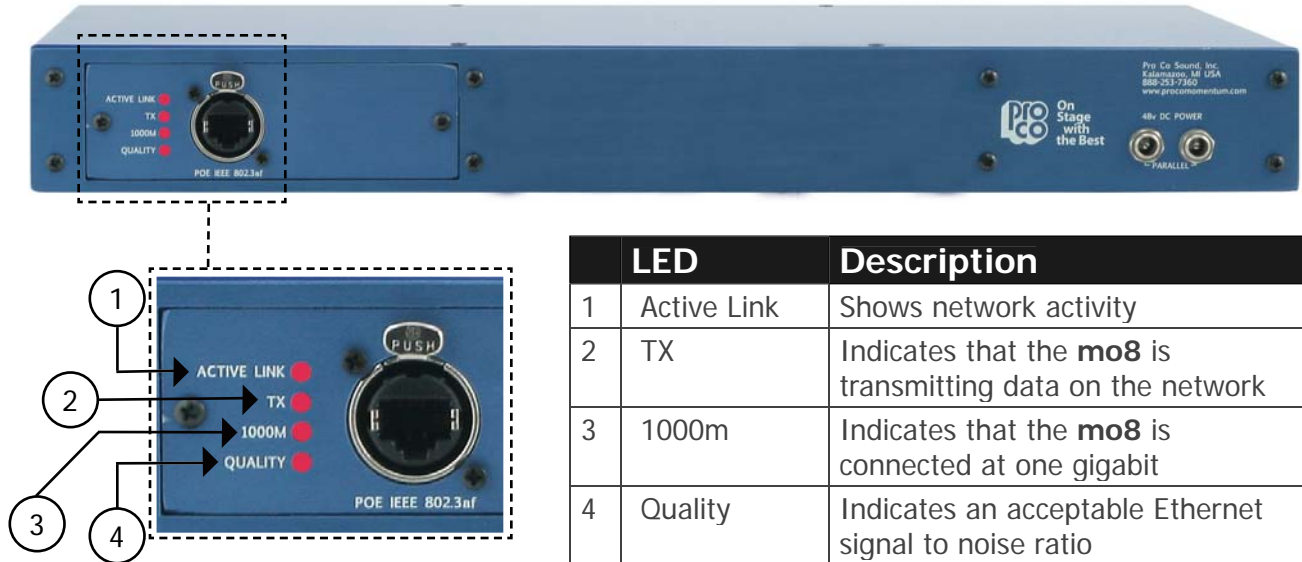 ACTIVE LINK
TX
1000M
QUALITY
PUSH
POE IEEE 802.3af
PRO CO
On
Stage
with
the Best
Pro Co Sound, Inc.
Kalamazoo, MI USA
888-253-7360
www.procomomentum.com
48v DC POWER
PARALLEL
1
2
3
4
ACTIVE LINK
TX
1000M
QUALITY
PUSH
POE IEEE 802.3af
LED Description
1 Active Link Shows network activity
2 TX Indicates that the mo8 is
transmitting data on the network
3 1000m Indicates that the mo8 is
connected at one gigabit
4 Quality Indicates an acceptable Ethernet
signal to noise ratio